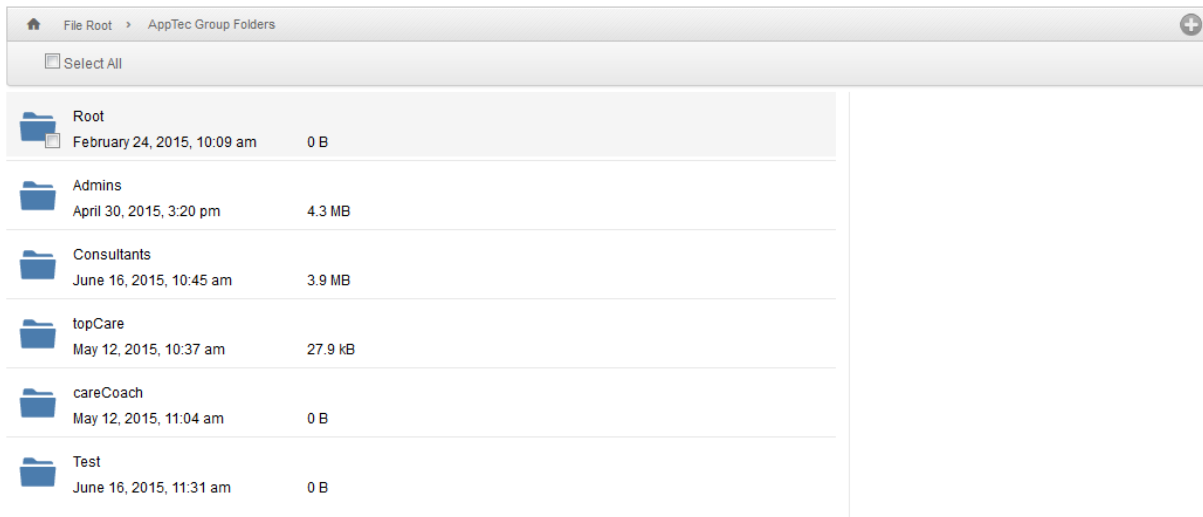 File Root > AppTec Group Folders
Select All
Root
February 24, 2015, 10:09 am 0 B
Admins
April 30, 2015, 3:20 pm 4.3 MB
Consultants
June 16, 2015, 10:45 am 3.9 MB
topCare
May 12, 2015, 10:37 am 27.9 kB
careCoach
May 12, 2015, 11:04 am 0 B
Test
June 16, 2015, 11:31 am 0 B